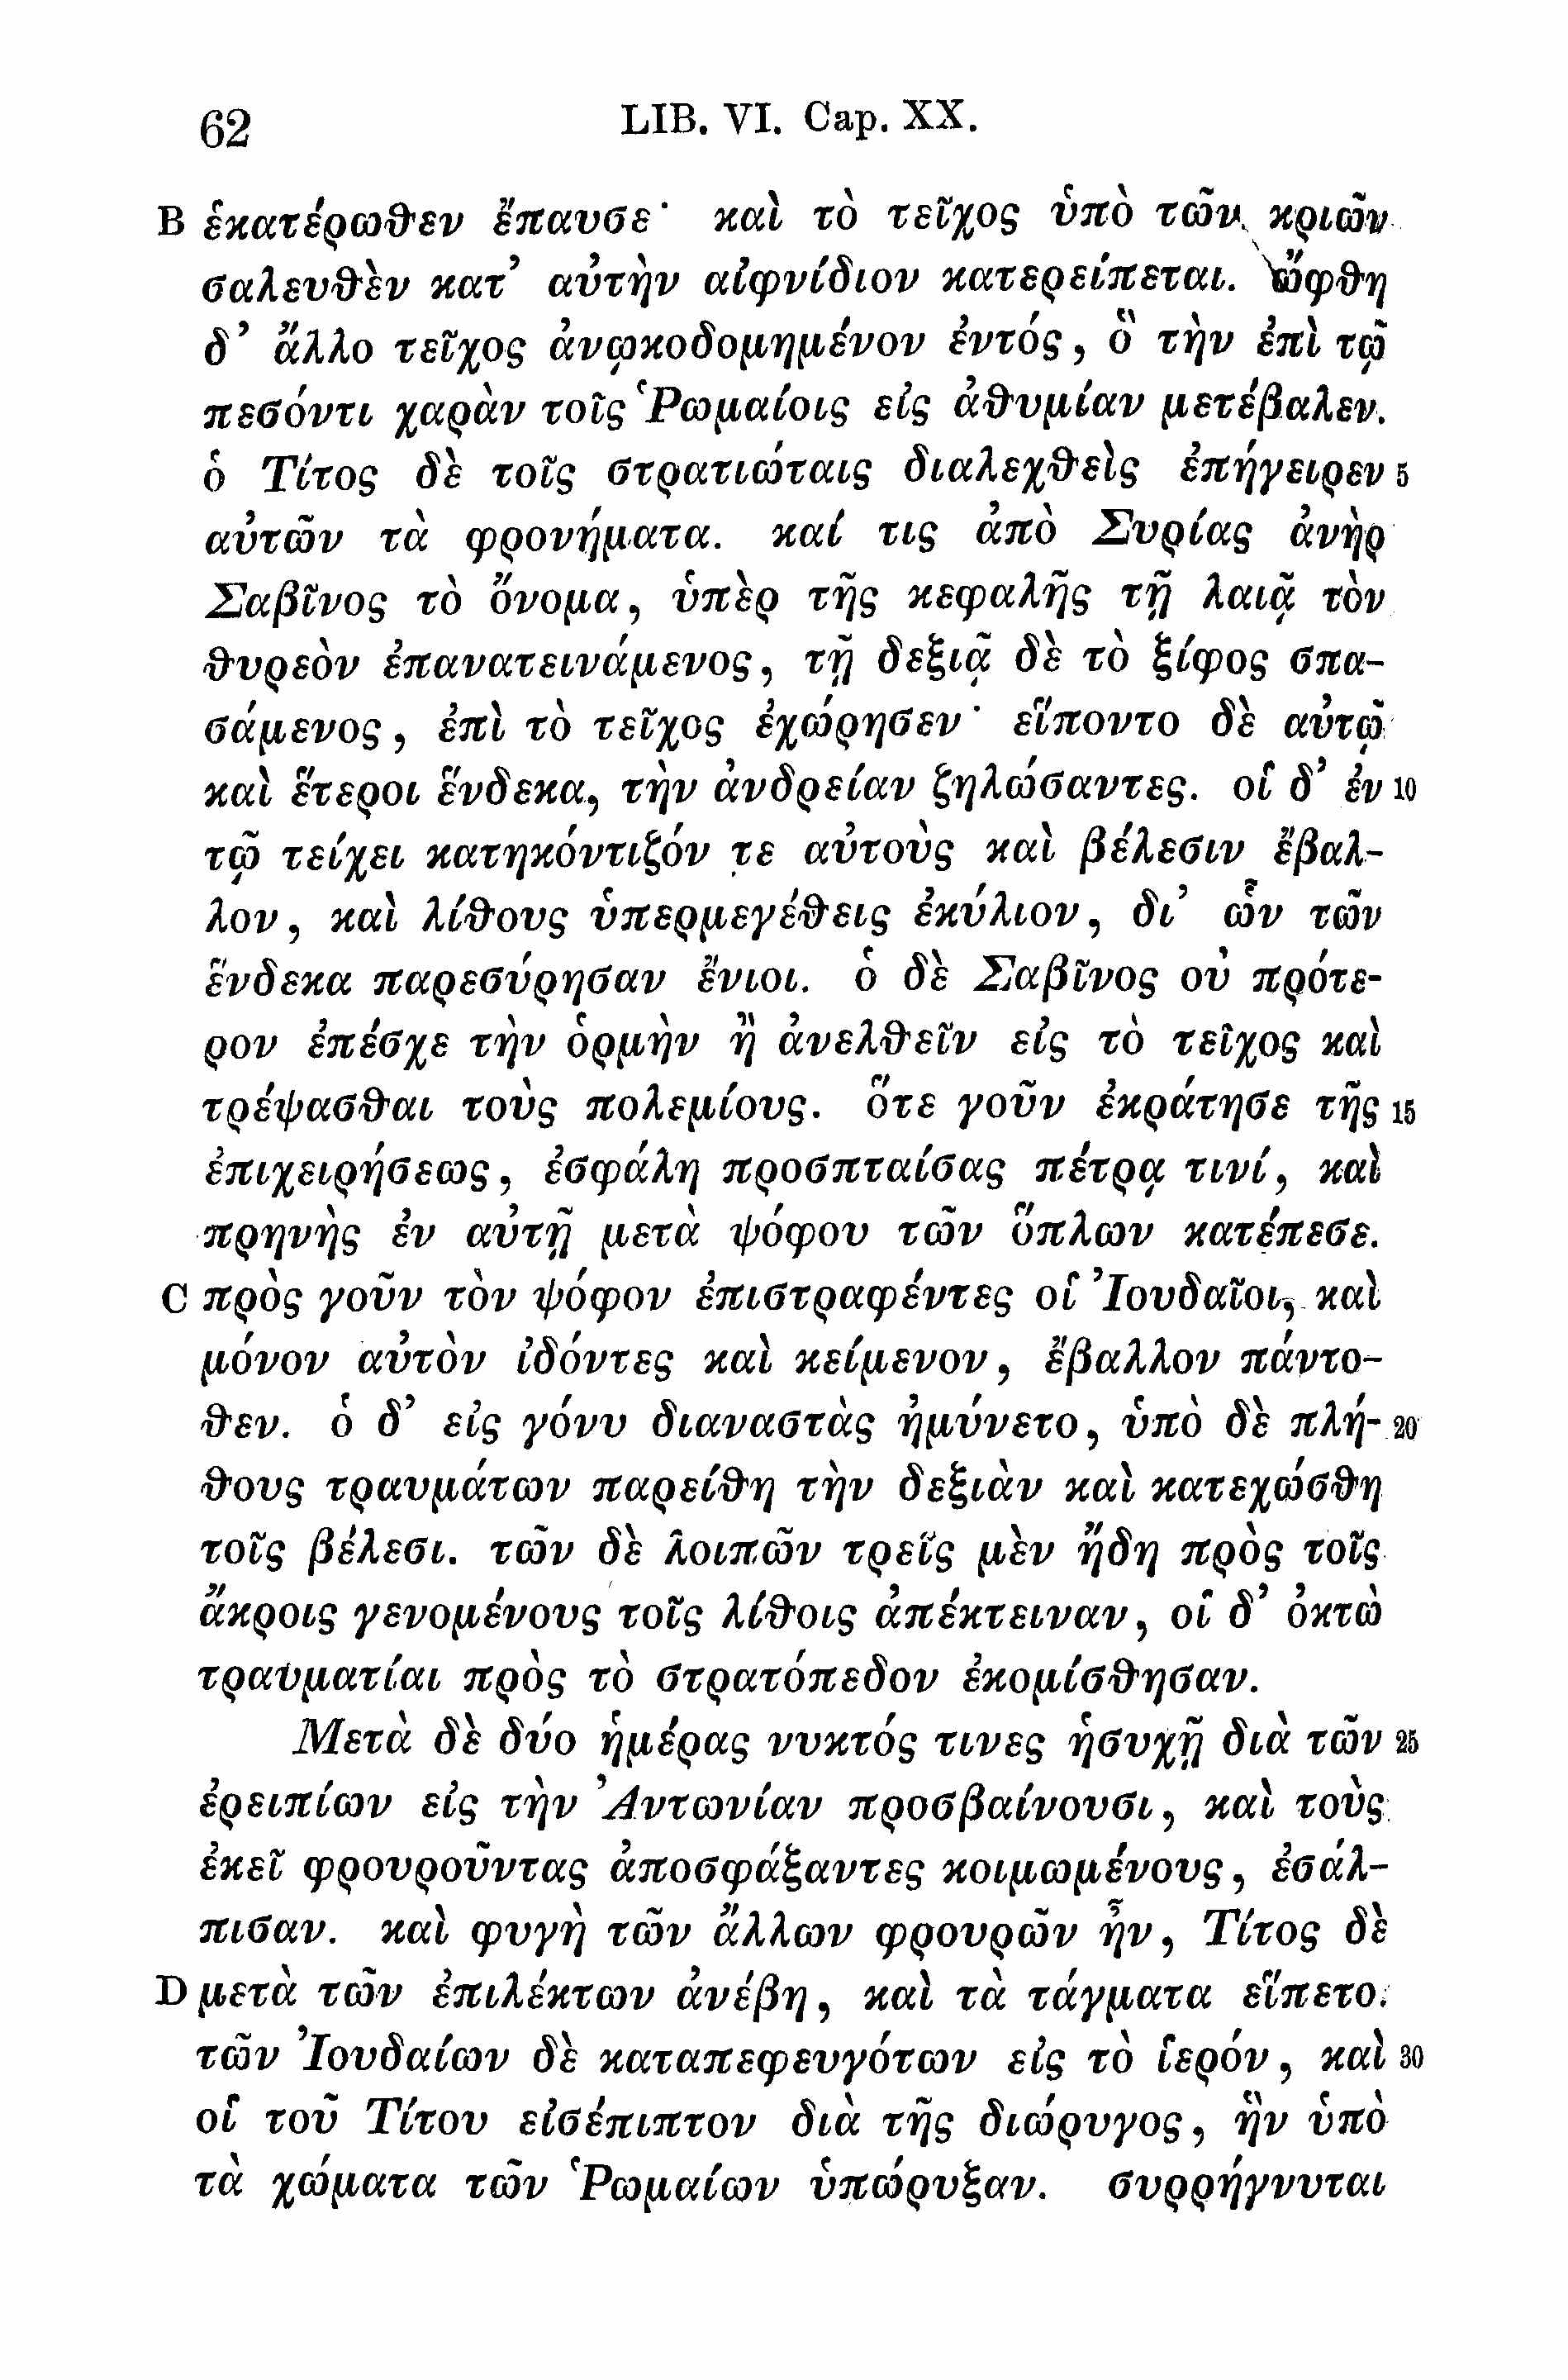 62 LIB. VI. Cap. XX.
B ἑκατέρωθεν ἔπαυσε· καὶ τὸ τεῖχος ὑπὸ τῶν κριῶν
σαλευθὲν κατ’ αὐτὴν αἰφνίδιον κατερείπεται. ὤφθη
δ’ ἄλλο τεῖχος ἀνῳκοδομημένον ἐντός, ὃ τὴν ἐπὶ τῷ
πεσόντι χαρὰν τοῖς Ῥωμαίοις εἰς ἀθυμίαν μετέβαλεν.
ὁ Τίτος δὲ τοῖς στρατιώταις διαλεχθεὶς ἐπήγειρεν 5
αὐτῶν τὰ φρονήματα. καί τις ἀπὸ Συρίας ἀνὴρ
Σαβῖνος τὸ ὄνομα, ὑπὲρ τῆς κεφαλῆς τῇ λαιᾷ τὸν
θυρεὸν ἐπανατεινάμενος, τῇ δεξιᾷ δὲ τὸ ξίφος σπα-
σάμενος, ἐπὶ τὸ τεῖχος ἐχώρησεν· εἵποντο δὲ αὐτῷ
καὶ ἕτεροι ἕνδεκα, τὴν ἀνδρείαν ζηλώσαντες. οἱ δ’ ἐν 10
τῷ τείχει κατηκόντιζόν τε αὐτοὺς καὶ βέλεσιν ἔβαλ-
λον, καὶ λίθους ὑπερμεγέθεις ἐκύλιον, δι’ ὧν τῶν
ἕνδεκα παρεσύρησαν ἔνιοι. ὁ δὲ Σαβῖνος οὐ πρότε-
ρον ἐπέσχε τὴν ὁρμὴν ἢ ἀνελθεῖν εἰς τὸ τεῖχος καὶ
τρέψασθαι τοὺς πολεμίους. ὅτε γοῦν ἐκράτησε τῆς 15
ἐπιχειρήσεως, ἐσφάλη προσπταίσας πέτρᾳ τινί, καὶ
πρηνὴς ἐν αὐτῇ μετὰ ψόφου τῶν ὅπλων κατέπεσε.
C πρὸς γοῦν τὸν ψόφον ἐπιστραφέντες οἱ Ἰουδαῖοι, καὶ
μόνον αὐτὸν ἰδόντες καὶ κείμενον, ἔβαλλον πάντο-
θεν. ὁ δ’ εἰς γόνυ διαναστὰς ἠμύνετο, ὑπὸ δὲ πλή- 20
θους τραυμάτων παρείθη τὴν δεξιὰν καὶ κατεχώσθη
τοῖς βέλεσι. τῶν δὲ λοιπῶν τρεῖς μὲν ἤδη πρὸς τοῖς
ἄκροις γενομένους τοῖς λίθοις ἀπέκτειναν, οἱ δ’ ὀκτὼ
τραυματίαι πρὸς τὸ στρατόπεδον ἐκομίσθησαν.
Μετὰ δὲ δύο ἡμέρας νυκτός τινες ἡσυχῇ διὰ τῶν 25
ἐρειπίων εἰς τὴν Ἀντωνίαν προσβαίνουσι, καὶ τοὺς
ἐκεῖ φρουροῦντας ἀποσφάξαντες κοιμωμένους, ἐσάλ-
πισαν. καὶ φυγὴ τῶν ἄλλων φρουρῶν ἦν, Τίτος δὲ
D μετὰ τῶν ἐπιλέκτων ἀνέβη, καὶ τὰ τάγματα εἵπετο.
τῶν Ἰουδαίων δὲ καταπεφευγότων εἰς τὸ ἱερόν, καὶ 30
οἱ τοῦ Τίτου εἰσέπιπτον διὰ τῆς διώρυγος, ἣν ὑπὸ
τὰ χώματα τῶν Ῥωμαίων ὑπώρυξαν. συρρήγνυται